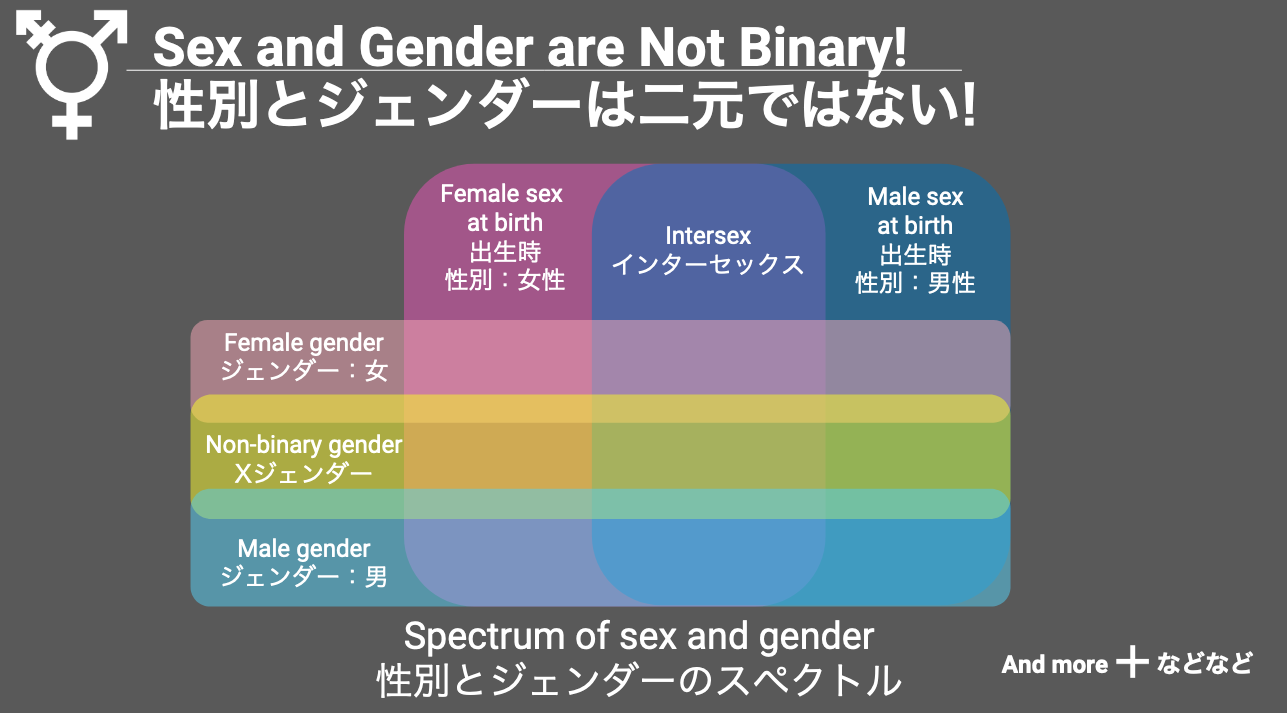 Sex and Gender are Not Binary!
性別とジェンダーは二元ではない!
Female sex
at birth
出生時
性別：女性
Intersex
インターセックス
Male sex
at birth
出生時
性別：男性
Female gender
ジェンダー：女
Non-binary gender
Xジェンダー
Male gender
ジェンダー：男
Spectrum of sex and gender
性別とジェンダーのスペクトル
And more + などなど